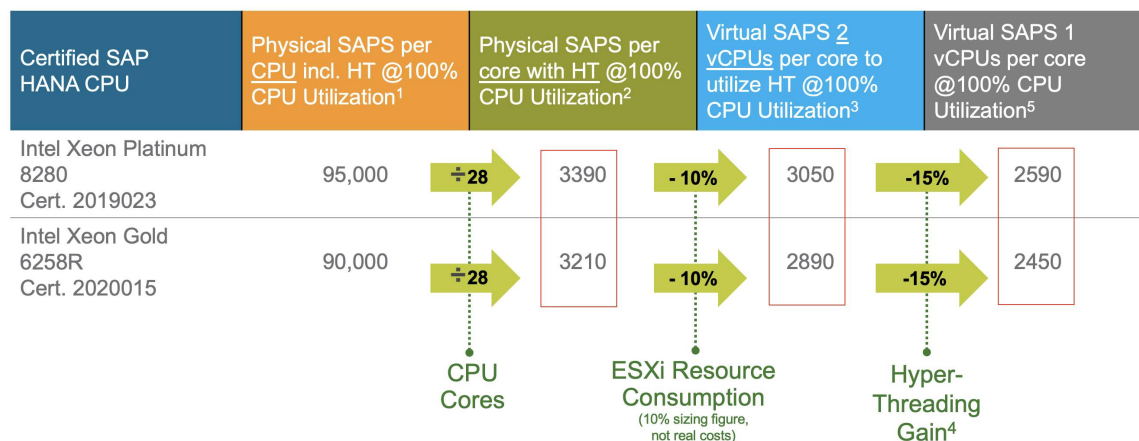 Certified SAP
HANA CPU
Physical SAPS per
CPU incl. HT @100%
CPU Utilization¹
Physical SAPS per
core with HT @100%
CPU Utilization²
Virtual SAPS 2
vCPUs per core to
utilize HT @100%
CPU Utilization³
Virtual SAPS 1
vCPUs per core
@100% CPU
Utilization⁵
Intel Xeon Platinum
8280
Cert. 2019023
95,000
÷28
3390
- 10%
3050
-15%
2590
Intel Xeon Gold
6258R
Cert. 2020015
90,000
÷28
3210
- 10%
2890
-15%
2450
CPU
Cores
ESXi Resource
Consumption
(10% sizing figure,
not real costs)
Hyper-
Threading
Gain⁴